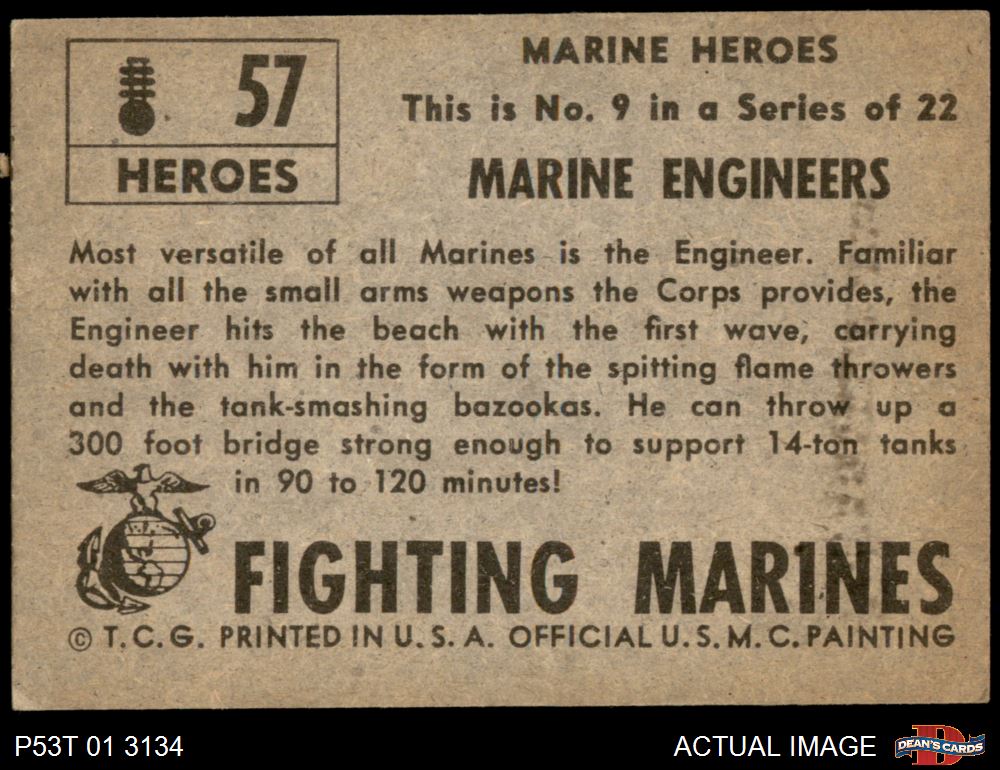 57
HEROES
MARINE HEROES
This is No. 9 in a Series of 22
MARINE ENGINEERS
Most versatile of all Marines is the Engineer. Familiar
with all the small arms weapons the Corps provides, the
Engineer hits the beach with the first wave, carrying
death with him in the form of the spitting flame throwers
and the tank-smashing bazookas. He can throw up a
300 foot bridge strong enough to support 14-ton tanks
in 90 to 120 minutes!
FIGHTING MARINES
© T.C.G. PRINTED IN U.S.A. OFFICIAL U.S.M.C. PAINTING
P53T 01 3134
ACTUAL IMAGE
D
DEAN'S CARDS